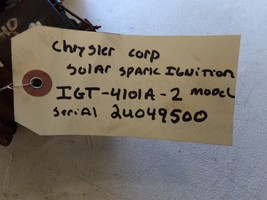 Chrysler Corp
Solar Spark Ignition
IGT-4101A-2 model
Serial 24049500